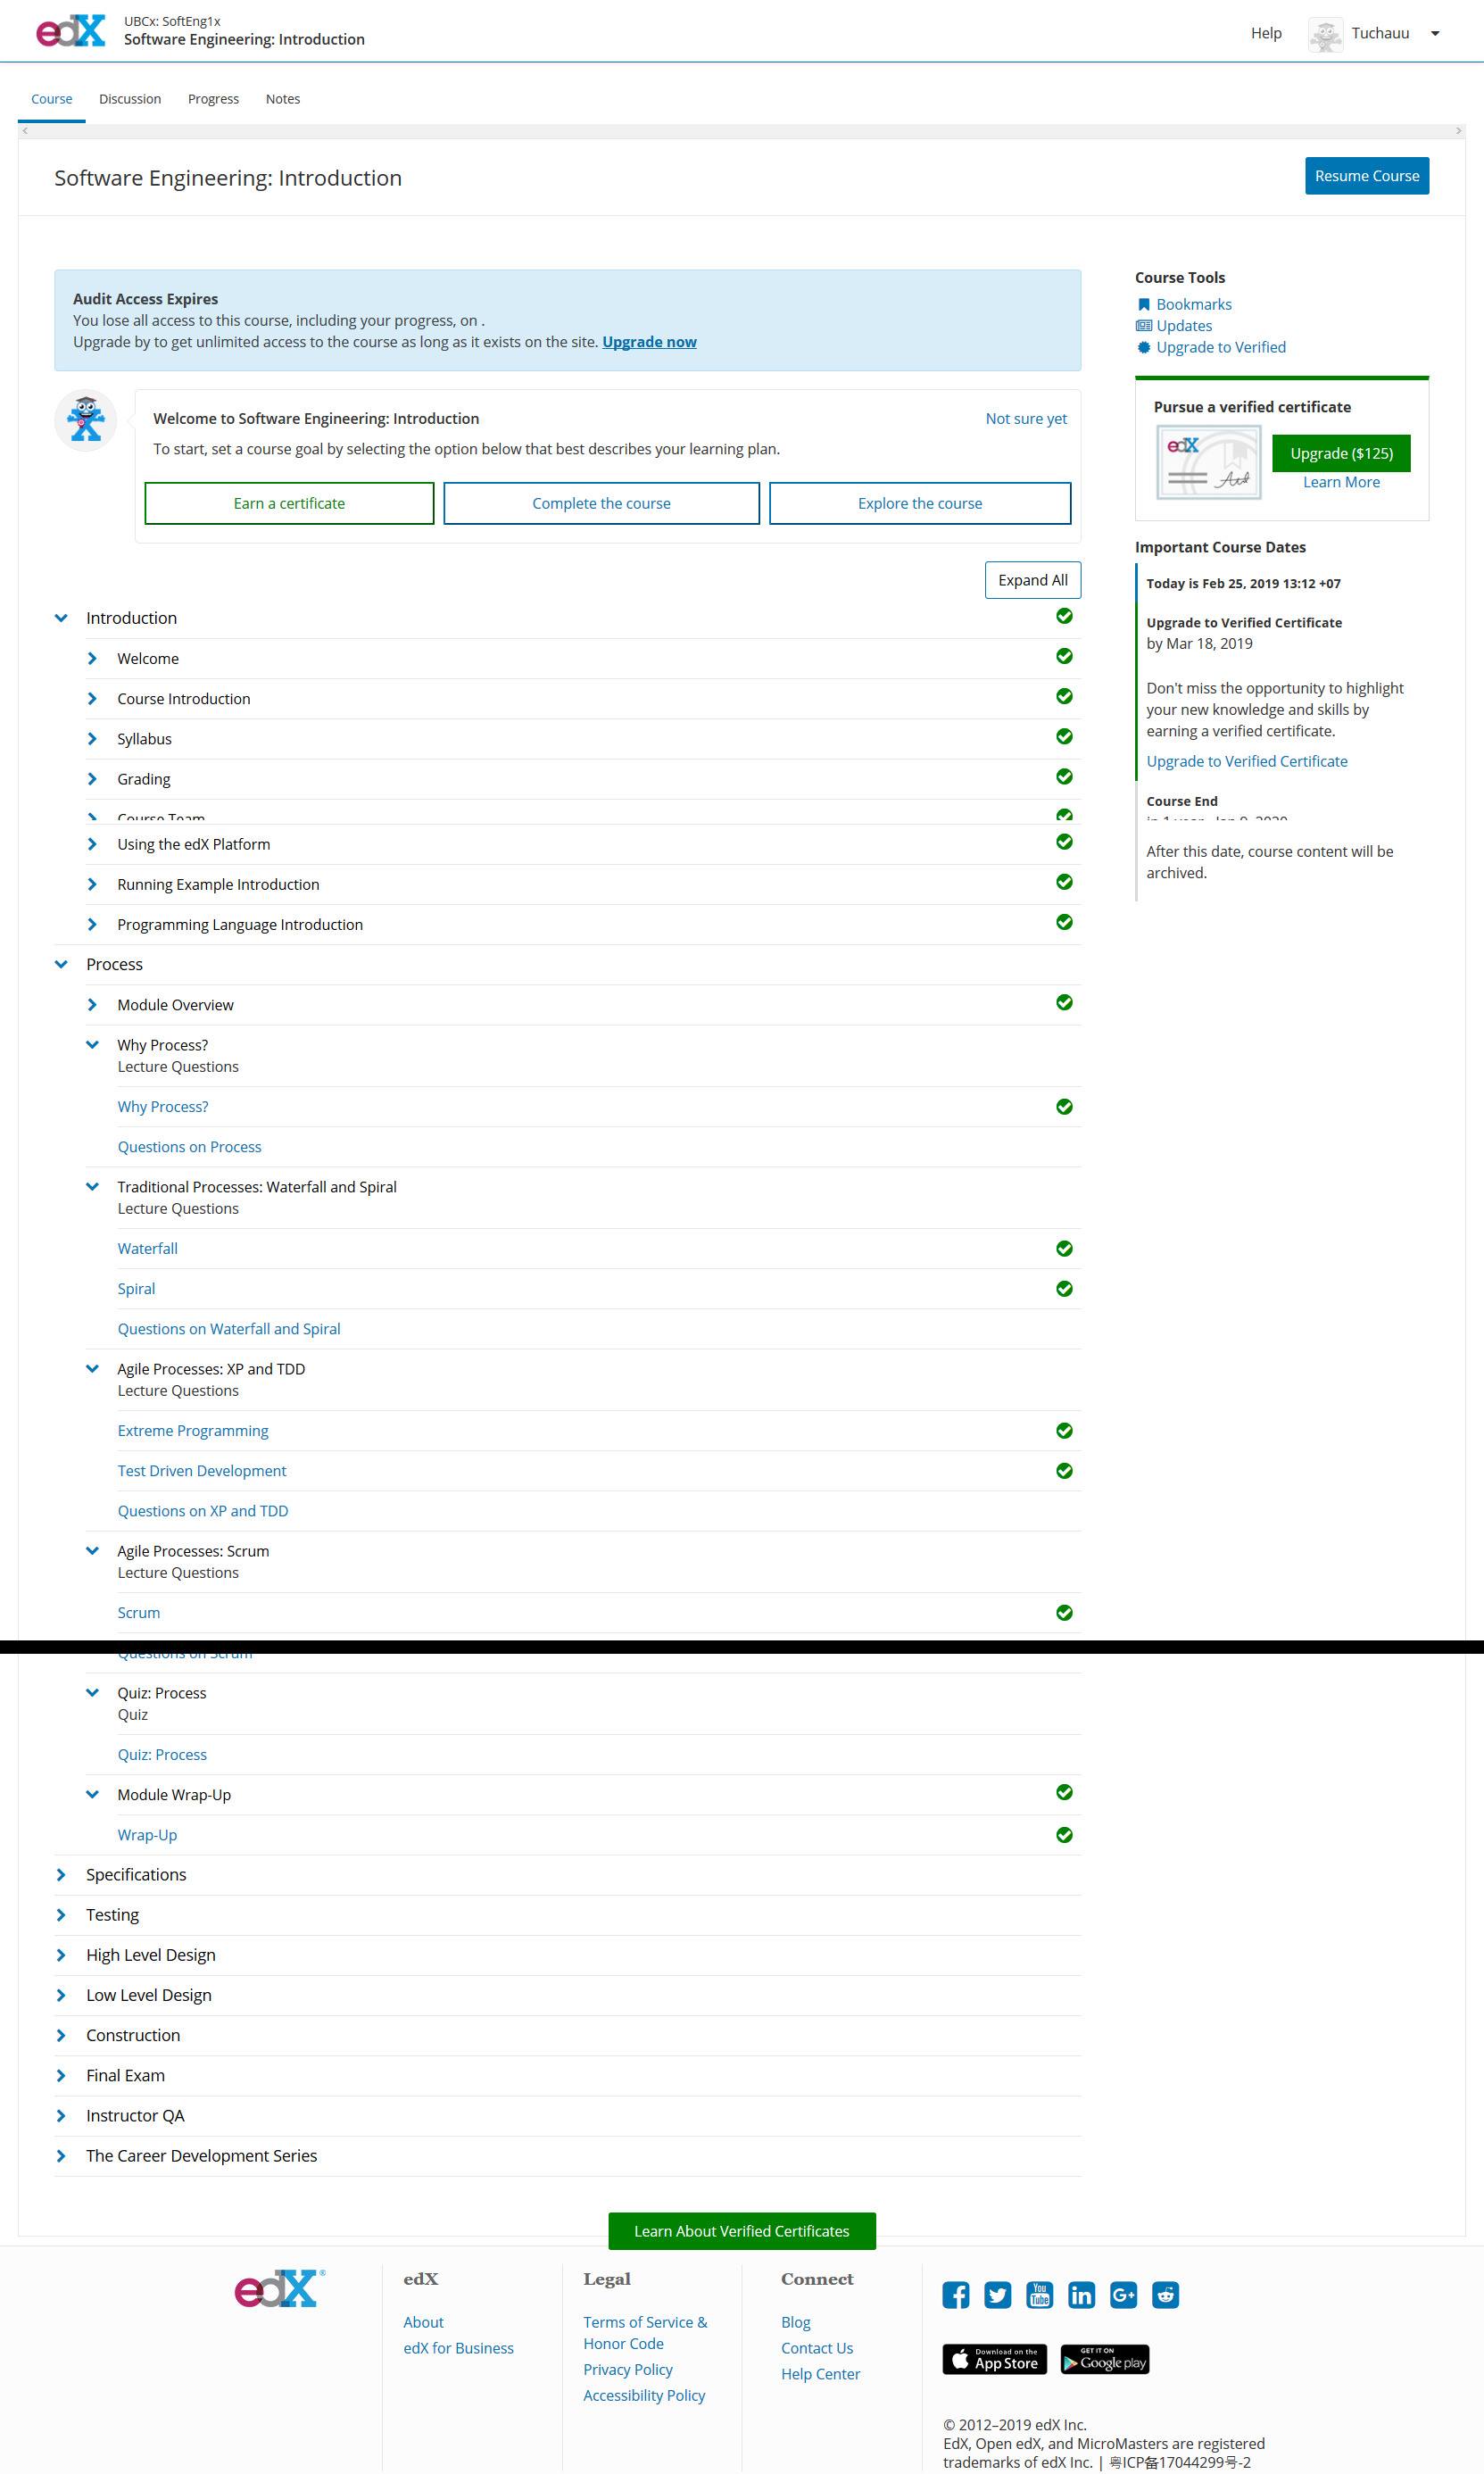 edX
UBCx: SoftEng1x
Software Engineering: Introduction
Help
Tuchauu
Course
Discussion
Progress
Notes
Software Engineering: Introduction
Resume Course
Audit Access Expires
You lose all access to this course, including your progress, on .
Upgrade by to get unlimited access to the course as long as it exists on the site. Upgrade now
Welcome to Software Engineering: Introduction
Not sure yet
To start, set a course goal by selecting the option below that best describes your learning plan.
Earn a certificate
Complete the course
Explore the course
Expand All
Introduction
Welcome
Course Introduction
Syllabus
Grading
Course Team
Using the edX Platform
Running Example Introduction
Programming Language Introduction
Process
Module Overview
Why Process?
Lecture Questions
Why Process?
Questions on Process
Traditional Processes: Waterfall and Spiral
Lecture Questions
Waterfall
Spiral
Questions on Waterfall and Spiral
Agile Processes: XP and TDD
Lecture Questions
Extreme Programming
Test Driven Development
Questions on XP and TDD
Agile Processes: Scrum
Lecture Questions
Scrum
Questions on Scrum
Quiz: Process
Quiz
Quiz: Process
Module Wrap-Up
Wrap-Up
Specifications
Testing
High Level Design
Low Level Design
Construction
Final Exam
Instructor QA
The Career Development Series
Course Tools
Bookmarks
Updates
Upgrade to Verified
Pursue a verified certificate
edX
Upgrade ($125)
Learn More
Important Course Dates
Today is Feb 25, 2019 13:12 +07
Upgrade to Verified Certificate
by Mar 18, 2019
Don't miss the opportunity to highlight
your new knowledge and skills by
earning a verified certificate.
Upgrade to Verified Certificate
Course End
in 1 year - Jan 9, 2020
After this date, course content will be
archived.
Learn About Verified Certificates
edX®
edX
About
edX for Business
Legal
Terms of Service &
Honor Code
Privacy Policy
Accessibility Policy
Connect
Blog
Contact Us
Help Center
You
Tube
in
G+
Download on the
App Store
GET IT ON
Google play
© 2012–2019 edX Inc.
EdX, Open edX, and MicroMasters are registered
trademarks of edX Inc. | 粤ICP备17044299号-2